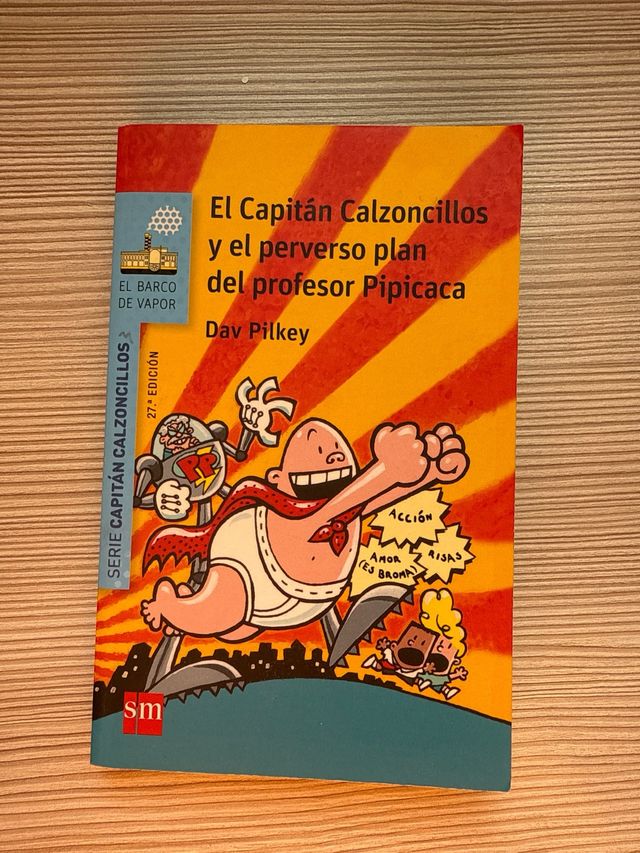 El Capitán Calzoncillos
y el perverso plan
del profesor Pipicaca
Dav Pilkey
EL BARCO
DE VAPOR
SERIE CAPITÁN CALZONCILLOS
3
27.ª EDICIÓN
PP
ACCIÓN
RISAS
AMOR
(ES BROMA)
sm